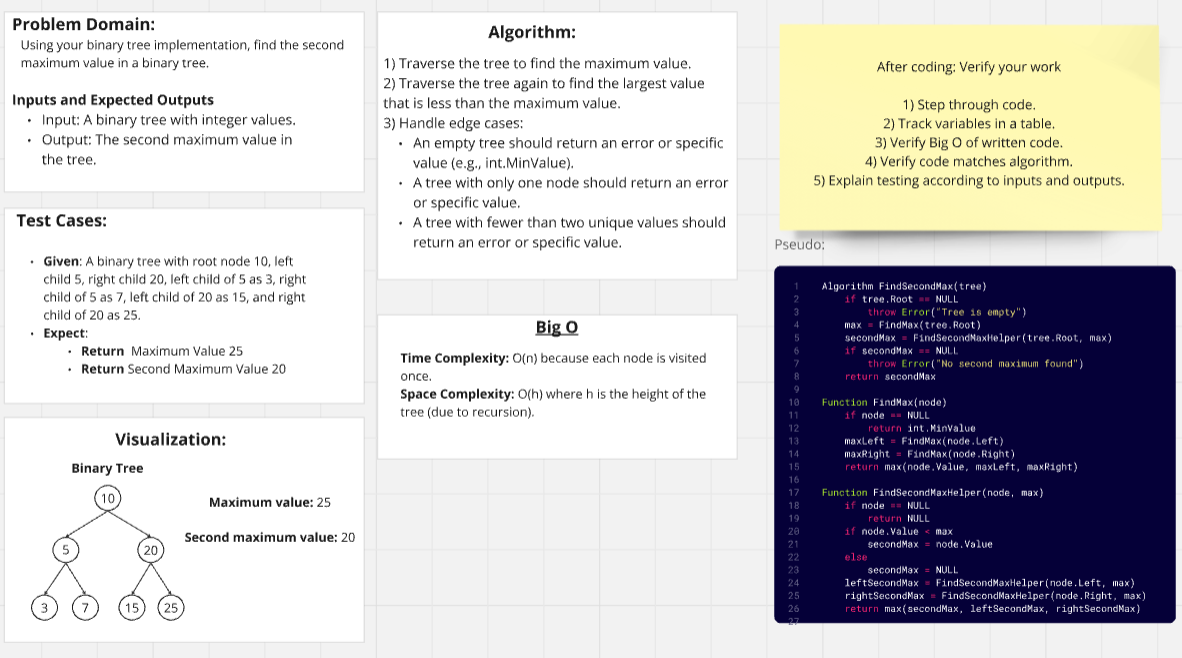 Problem Domain:
Using your binary tree implementation, find the second
maximum value in a binary tree.
Inputs and Expected Outputs
• Input: A binary tree with integer values.
• Output: The second maximum value in
the tree.
Test Cases:
• Given: A binary tree with root node 10, left
child 5, right child 20, left child of 5 as 3, right
child of 5 as 7, left child of 20 as 15, and right
child of 20 as 25.
• Expect:
• Return Maximum Value 25
• Return Second Maximum Value 20
Visualization:
Binary Tree
10
Maximum value: 25
Second maximum value: 20
5 20
3 7 15 25
Algorithm:
1) Traverse the tree to find the maximum value.
2) Traverse the tree again to find the largest value
that is less than the maximum value.
3) Handle edge cases:
• An empty tree should return an error or specific
value (e.g., int.MinValue).
• A tree with only one node should return an error
or specific value.
• A tree with fewer than two unique values should
return an error or specific value.
Big O
Time Complexity: O(n) because each node is visited
once.
Space Complexity: O(h) where h is the height of the
tree (due to recursion).
After coding; Verify your work
1) Step through code.
2) Track variables in a table.
3) Verify Big O of written code.
4) Verify code matches algorithm.
5) Explain testing according to inputs and outputs.
Pseudo:
1 Algorithm FindSecondMax(tree)
2 if tree.Root == NULL
3 throw Error("Tree is empty")
4 max = FindMax(tree.Root)
5 secondMax = FindSecondMaxHelper(tree.Root, max)
6 if secondMax == NULL
7 throw Error("No second maximum found")
8 return secondMax
9
10 Function FindMax(node)
11 if node == NULL
12 return int.MinValue
13 maxLeft = FindMax(node.Left)
14 maxRight = FindMax(node.Right)
15 return max(node.Value, maxLeft, maxRight)
16
17 Function FindSecondMaxHelper(node, max)
18 if node == NULL
19 return NULL
20 if node.Value < max
21 secondMax = node.Value
22 else
23 secondMax = NULL
24 leftSecondMax = FindSecondMaxHelper(node.Left, max)
25 rightSecondMax = FindSecondMaxHelper(node.Right, max)
26 return max(secondMax, leftSecondMax, rightSecondMax)
27